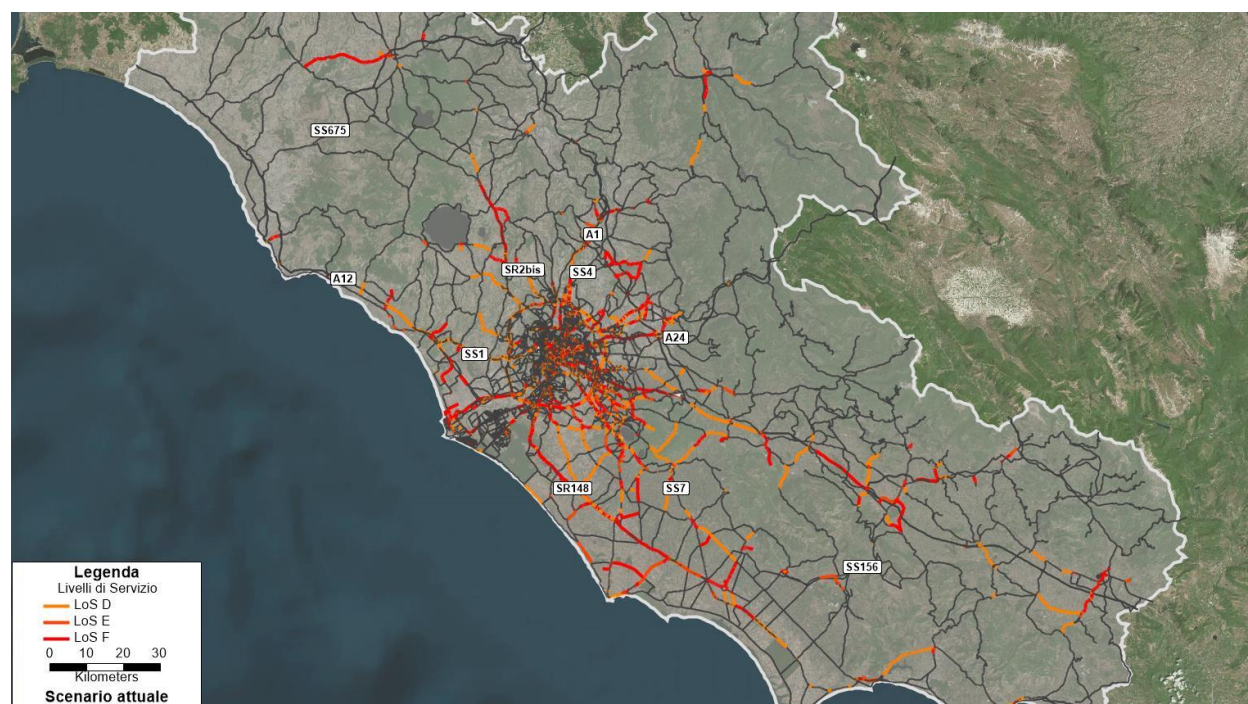 SS675
A1
SR2bis
SS4
A12
A24
SS1
SR148
SS7
SS156
Legenda
Livelli di Servizio
LoS D
LoS E
LoS F
0 10 20 30
Kilometers
Scenario attuale